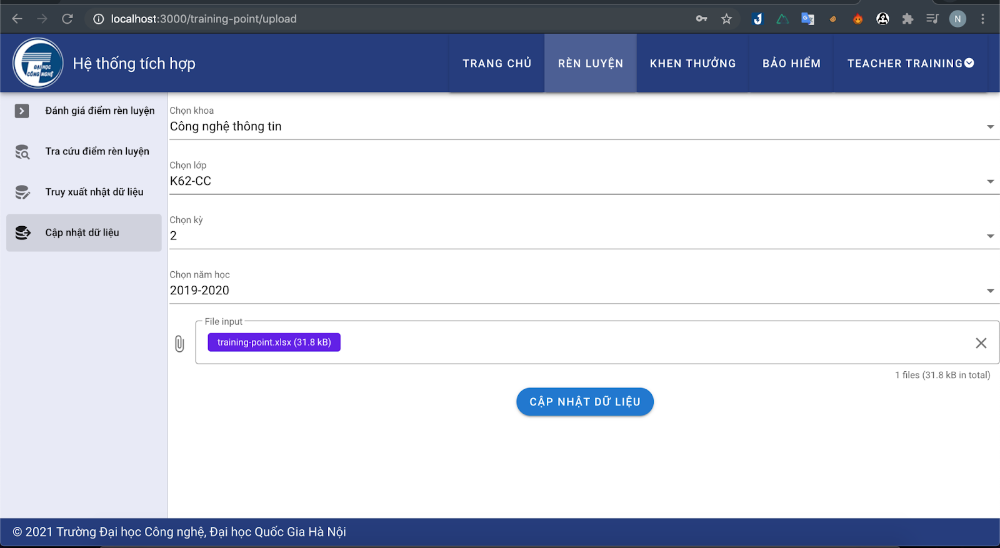 localhost:3000/training-point/upload
N
ĐẠI HỌC
CÔNG NGHỆ
Hệ thống tích hợp
TRANG CHỦ
RÈN LUYỆN
KHEN THƯỞNG
BẢO HIỂM
TEACHER TRAINING
Đánh giá điểm rèn luyện
Tra cứu điểm rèn luyện
Truy xuất nhật dữ liệu
Cập nhật dữ liệu
Chọn khoa
Công nghệ thông tin
Chọn lớp
K62-CC
Chọn kỳ
2
Chọn năm học
2019-2020
File input
training-point.xlsx (31.8 kB)
1 files (31.8 kB in total)
CẬP NHẬT DỮ LIỆU
© 2021 Trường Đại học Công nghệ, Đại học Quốc Gia Hà Nội